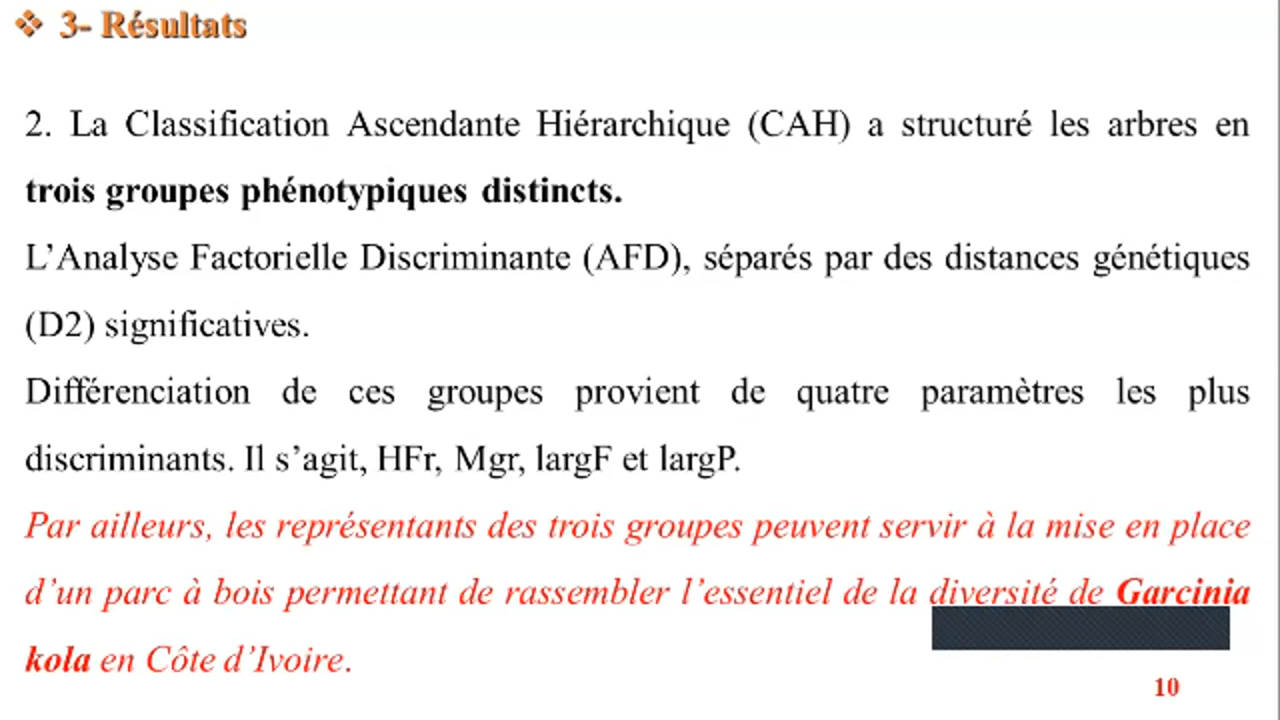 ❖ 3- Résultats
2. La Classification Ascendante Hiérarchique (CAH) a structuré les arbres en
trois groupes phénotypiques distincts.
L’Analyse Factorielle Discriminante (AFD), séparés par des distances génétiques
(D2) significatives.
Différenciation de ces groupes provient de quatre paramètres les plus
discriminants. Il s’agit, HFr, Mgr, largF et largP.
Par ailleurs, les représentants des trois groupes peuvent servir à la mise en place
d’un parc à bois permettant de rassembler l’essentiel de la diversité de Garcinia
kola en Côte d’Ivoire.
10